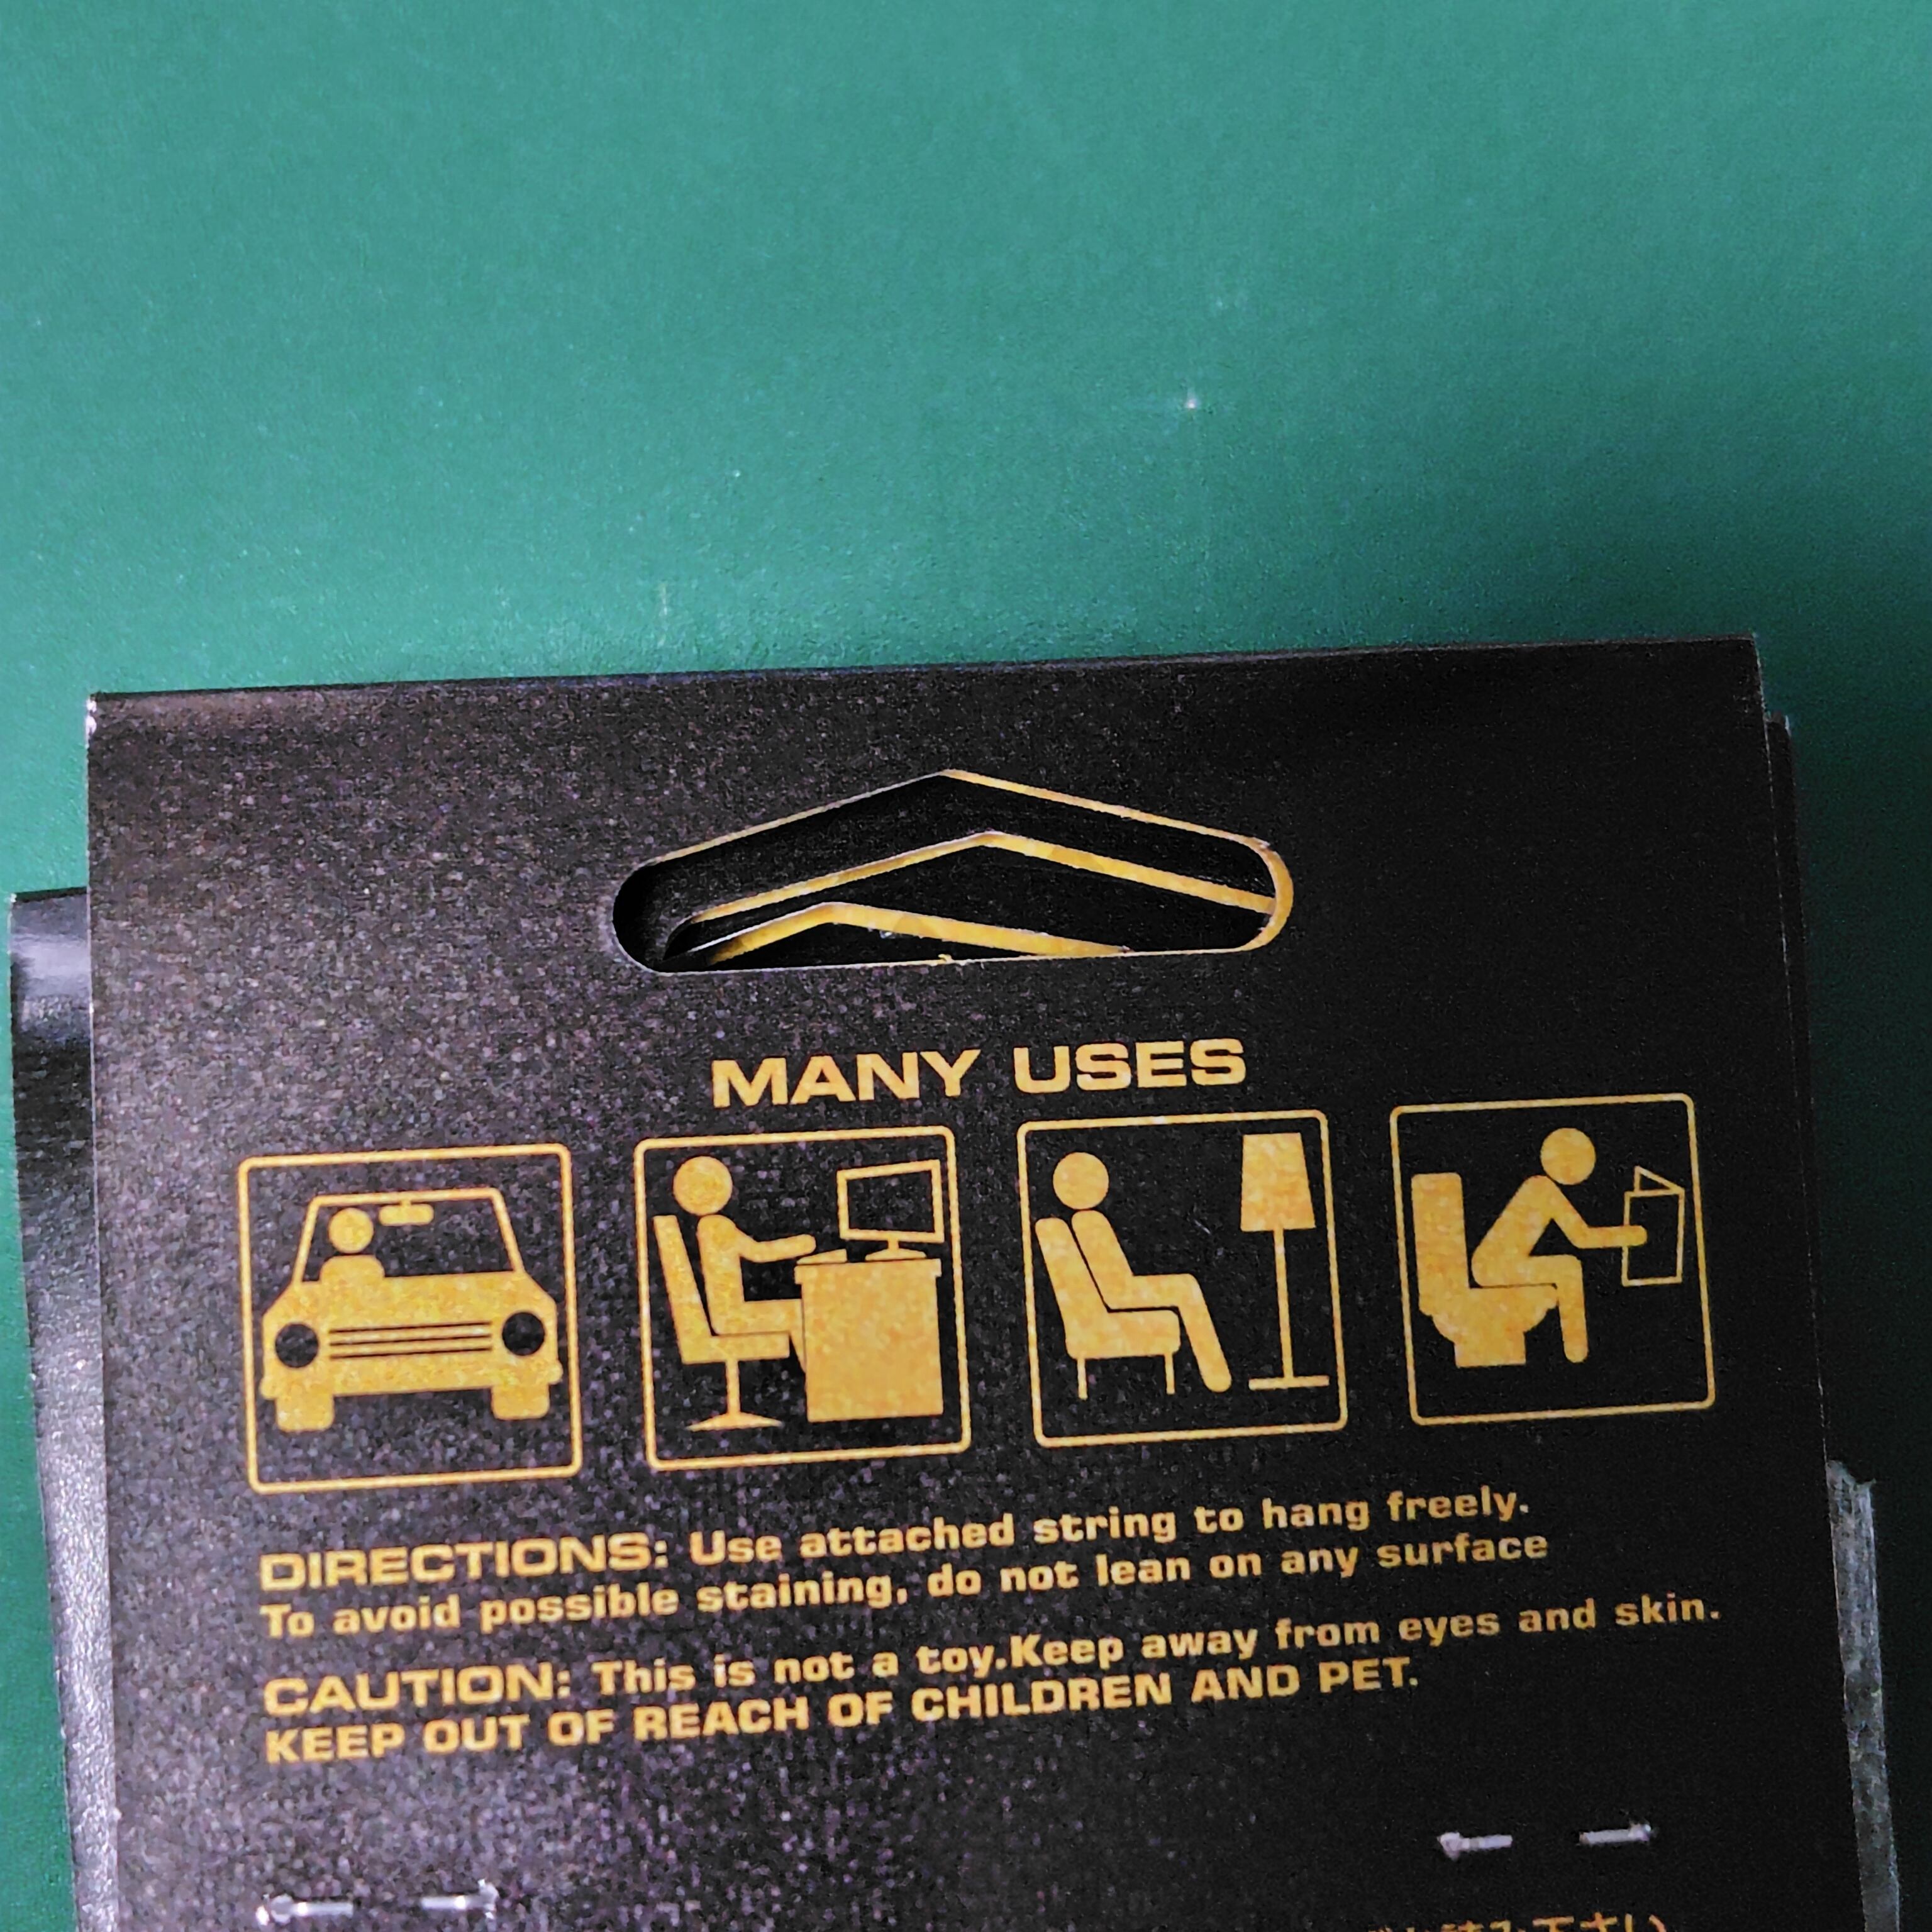 MANY USES
DIRECTIONS: Use attached string to hang freely.
To avoid possible staining, do not lean on any surface
CAUTION: This is not a toy.Keep away from eyes and skin.
KEEP OUT OF REACH OF CHILDREN AND PET.